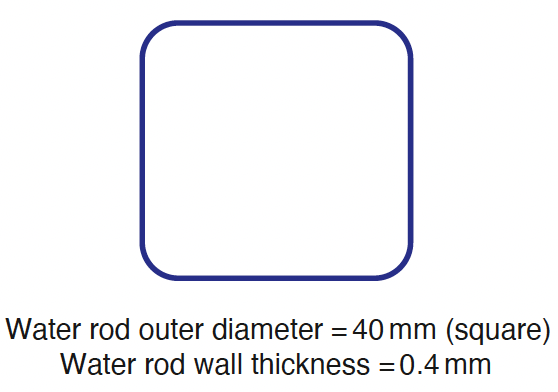 Water rod outer diameter = 40 mm (square)
Water rod wall thickness = 0.4 mm